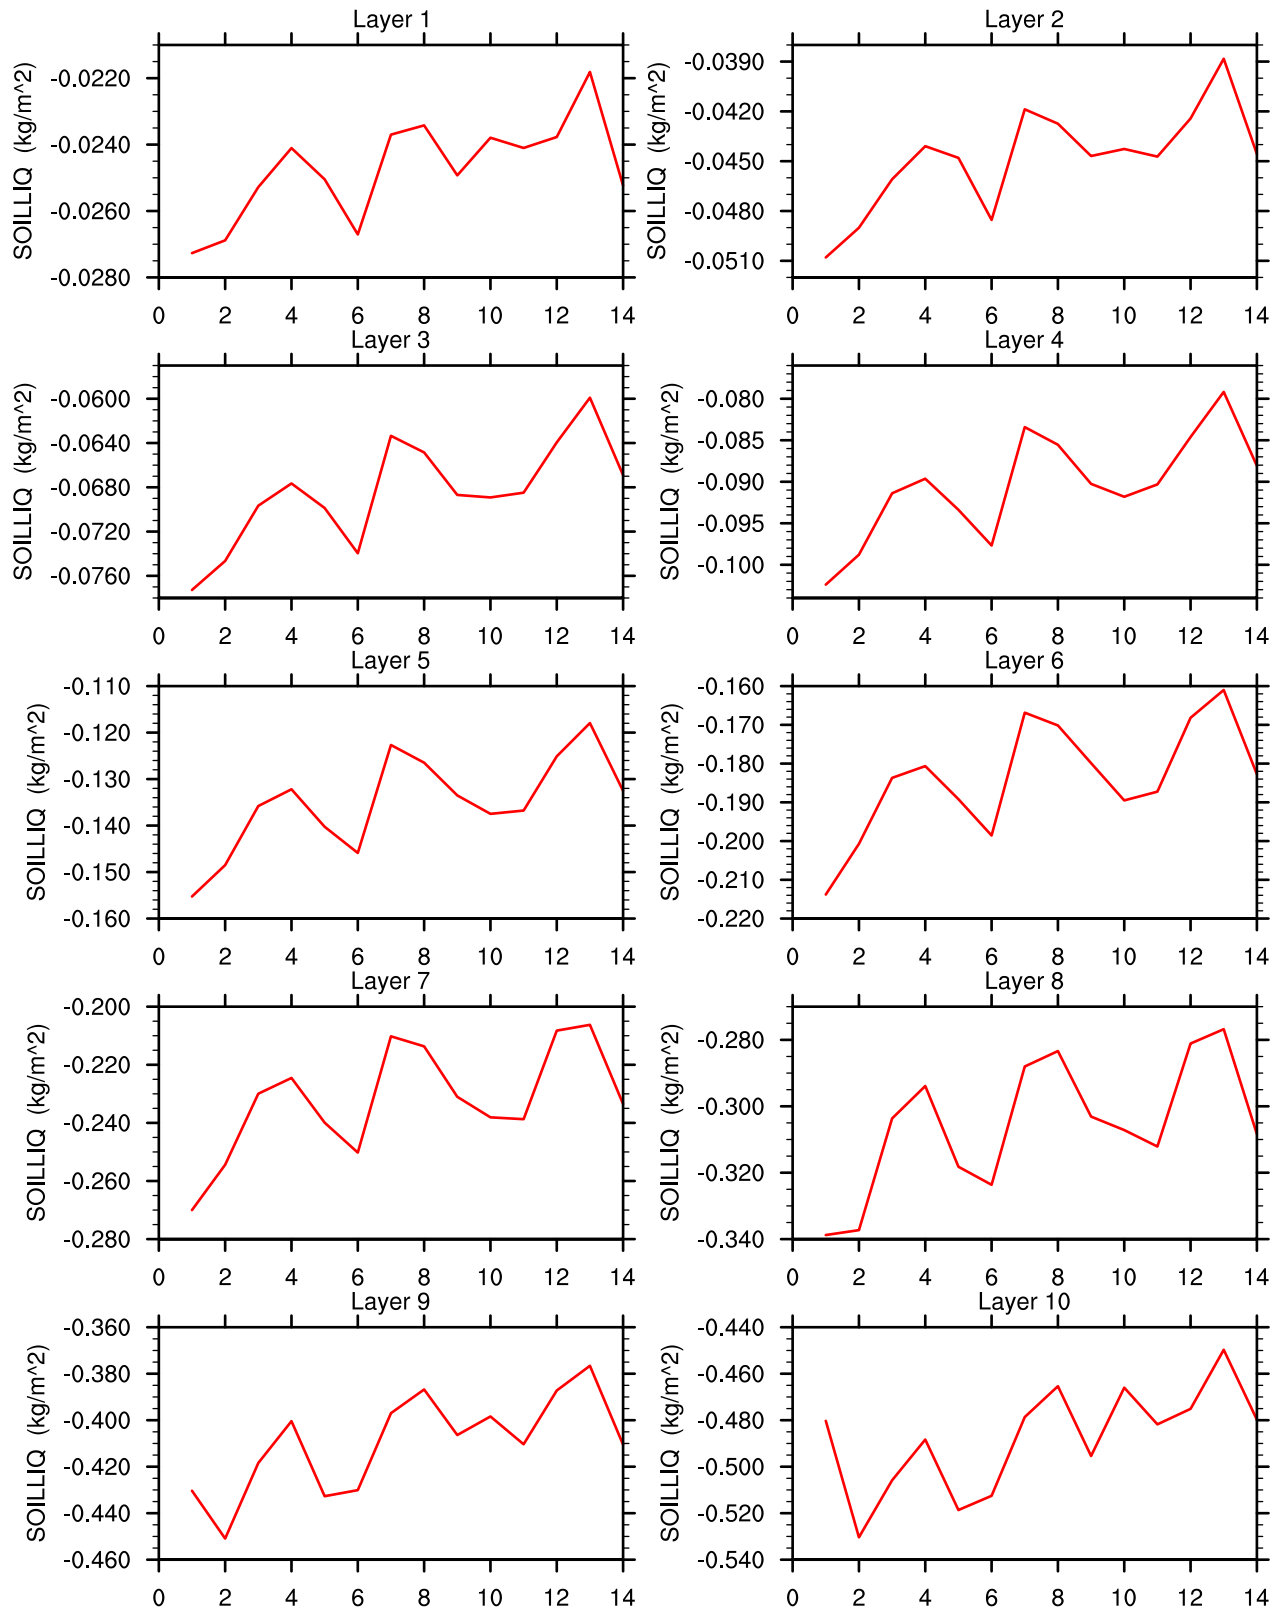 Layer 1
SOILLIQ (kg/m^2)
-0.0220
-0.0240
-0.0260
-0.0280
0 2 4 6 8 10 12 14
Layer 2
SOILLIQ (kg/m^2)
-0.0390
-0.0420
-0.0450
-0.0480
-0.0510
0 2 4 6 8 10 12 14
Layer 3
SOILLIQ (kg/m^2)
-0.0600
-0.0640
-0.0680
-0.0720
-0.0760
0 2 4 6 8 10 12 14
Layer 4
SOILLIQ (kg/m^2)
-0.080
-0.085
-0.090
-0.095
-0.100
0 2 4 6 8 10 12 14
Layer 5
SOILLIQ (kg/m^2)
-0.110
-0.120
-0.130
-0.140
-0.150
-0.160
0 2 4 6 8 10 12 14
Layer 6
SOILLIQ (kg/m^2)
-0.160
-0.170
-0.180
-0.190
-0.200
-0.210
-0.220
0 2 4 6 8 10 12 14
Layer 7
SOILLIQ (kg/m^2)
-0.200
-0.220
-0.240
-0.260
-0.280
0 2 4 6 8 10 12 14
Layer 8
SOILLIQ (kg/m^2)
-0.280
-0.300
-0.320
-0.340
0 2 4 6 8 10 12 14
Layer 9
SOILLIQ (kg/m^2)
-0.360
-0.380
-0.400
-0.420
-0.440
-0.460
0 2 4 6 8 10 12 14
Layer 10
SOILLIQ (kg/m^2)
-0.440
-0.460
-0.480
-0.500
-0.520
-0.540
0 2 4 6 8 10 12 14